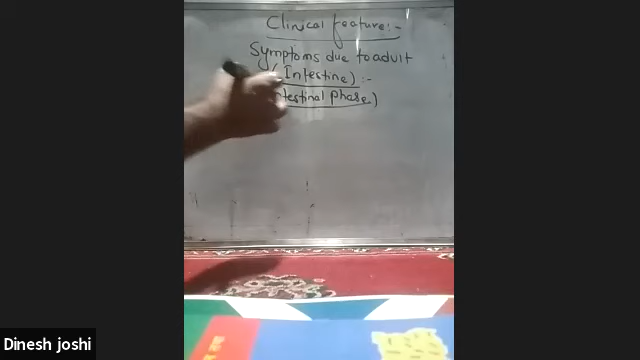 Clinical feature:-
Symptoms due to adult
(Intestine) :-
ntestinal Phase)
Dinesh joshi